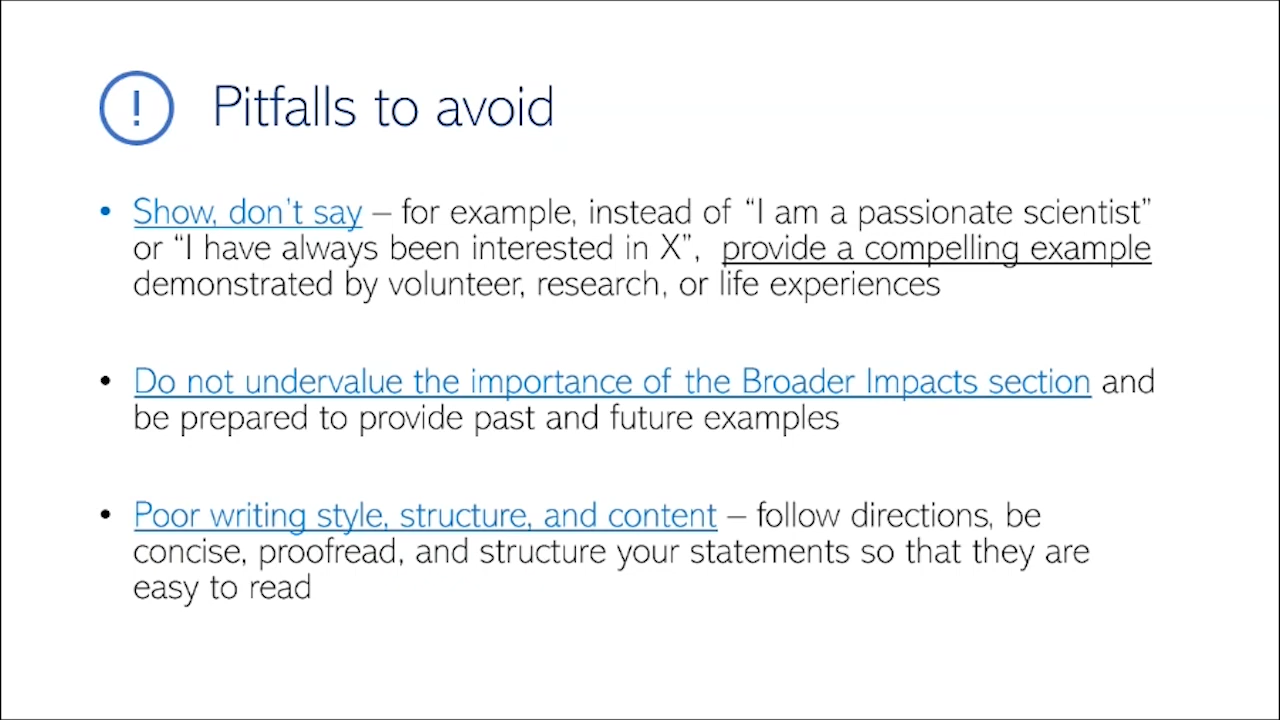 ! Pitfalls to avoid
• Show, don't say – for example, instead of “I am a passionate scientist”
or “I have always been interested in X”,  provide a compelling example
demonstrated by volunteer, research, or life experiences
• Do not undervalue the importance of the Broader Impacts section and
be prepared to provide past and future examples
• Poor writing style, structure, and content – follow directions, be
concise, proofread, and structure your statements so that they are
easy to read